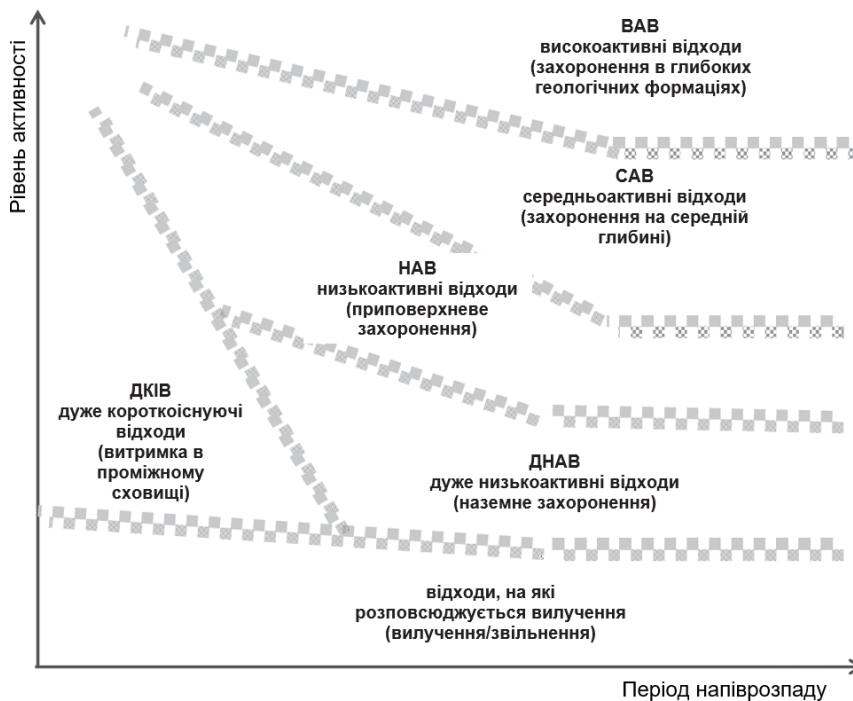 Рівень активності
ВАВ
високоактивні відходи
(захоронення в глибоких
геологічних формаціях)
САВ
середньоактивні відходи
(захоронення на середній
глибині)
НАВ
низькоактивні відходи
(приповерхневе
захоронення)
ДКІВ
дуже короткоіснуючі
відходи
(витримка в
проміжному
сховищі)
ДНАВ
дуже низькоактивні відходи
(наземне захоронення)
відходи, на які
розповсюджується вилучення
(вилучення/звільнення)
Період напіврозпаду